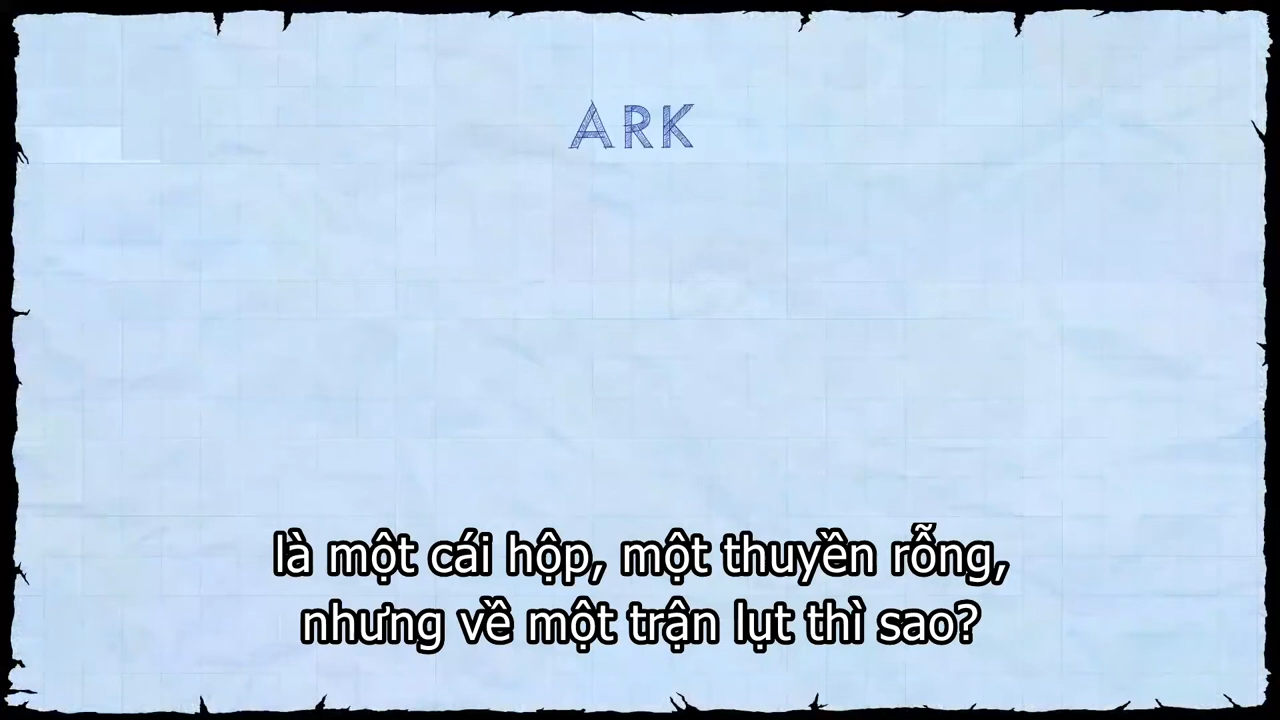 ARK
là một cái hộp, một thuyền rỗng,
nhưng về một trận lụt thì sao?